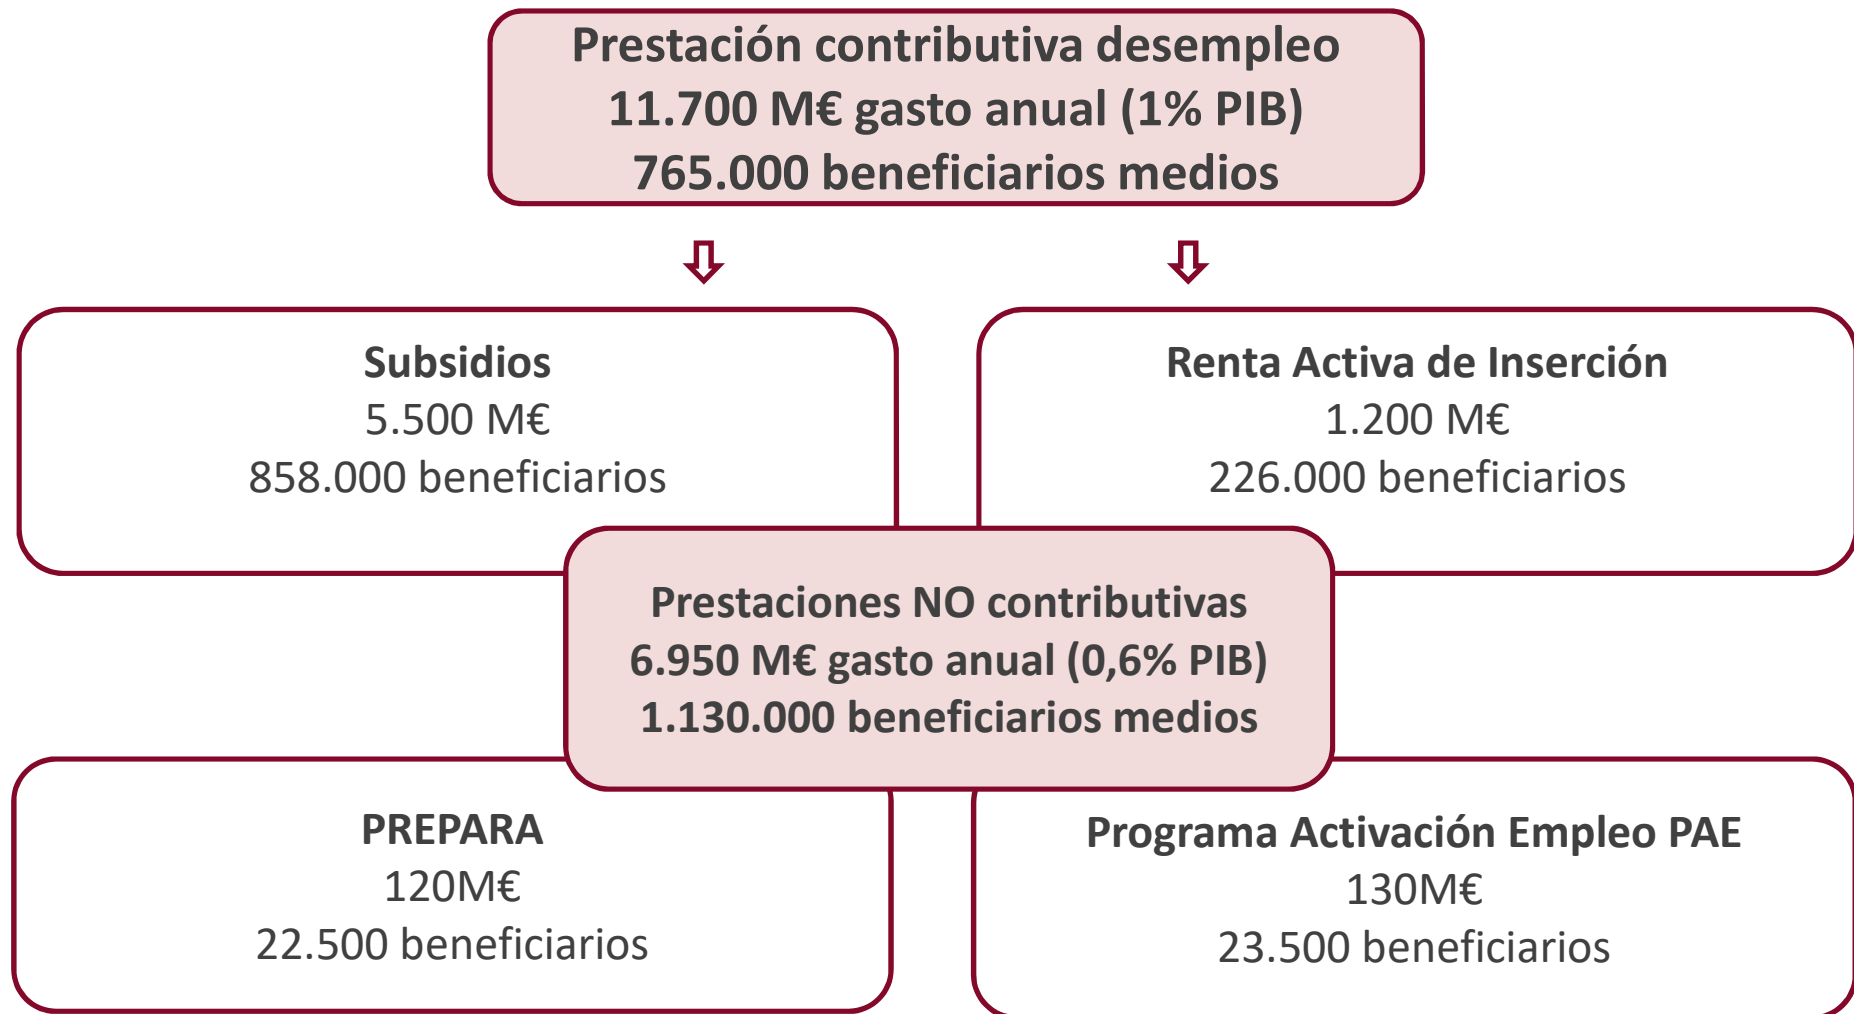 Prestación contributiva desempleo
11.700 M€ gasto anual (1% PIB)
765.000 beneficiarios medios
Subsidios
5.500 M€
858.000 beneficiarios
Renta Activa de Inserción
1.200 M€
226.000 beneficiarios
Prestaciones NO contributivas
6.950 M€ gasto anual (0,6% PIB)
1.130.000 beneficiarios medios
PREPARA
120M€
22.500 beneficiarios
Programa Activación Empleo PAE
130M€
23.500 beneficiarios